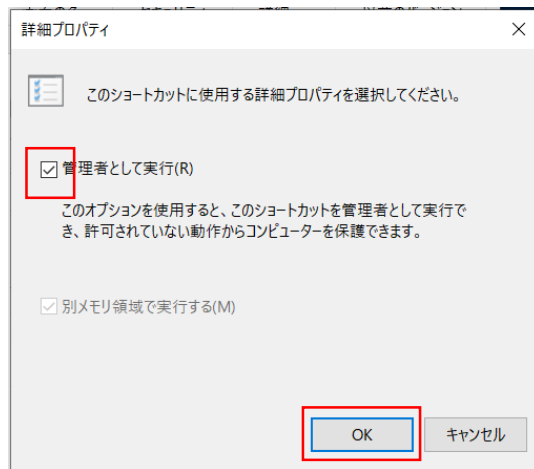 詳細プロパティ
このショートカットに使用する詳細プロパティを選択してください。
管理者として実行(R)
このオプションを使用すると、このショートカットを管理者として実行で
き、許可されていない動作からコンピューターを保護できます。
別メモリ領域で実行する(M)
OK
キャンセル